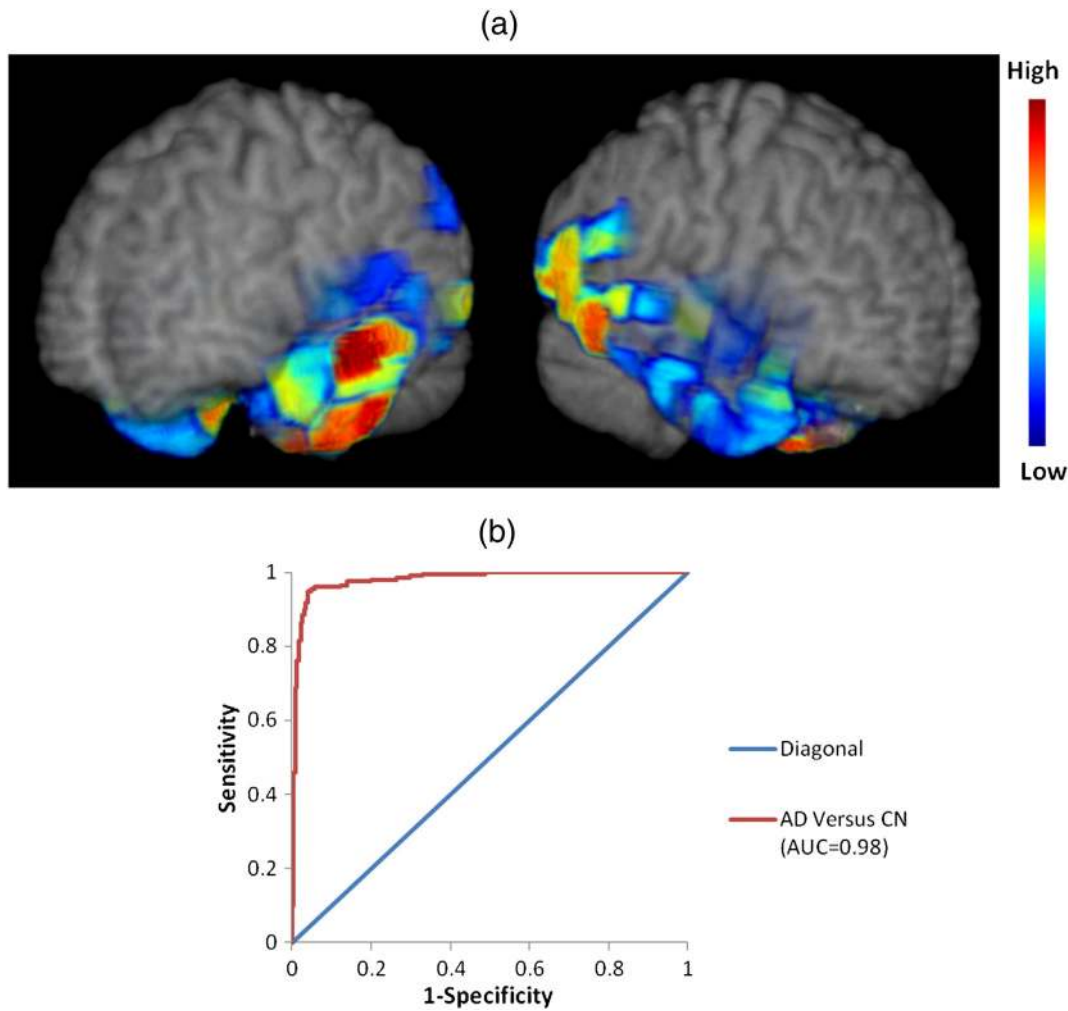 (a)
High
Low
(b)
1
0.8
0.6
0.4
0.2
0
Sensitivity
0
0.2
0.4
0.6
0.8
1
1-Specificity
Diagonal
AD Versus CN
(AUC=0.98)